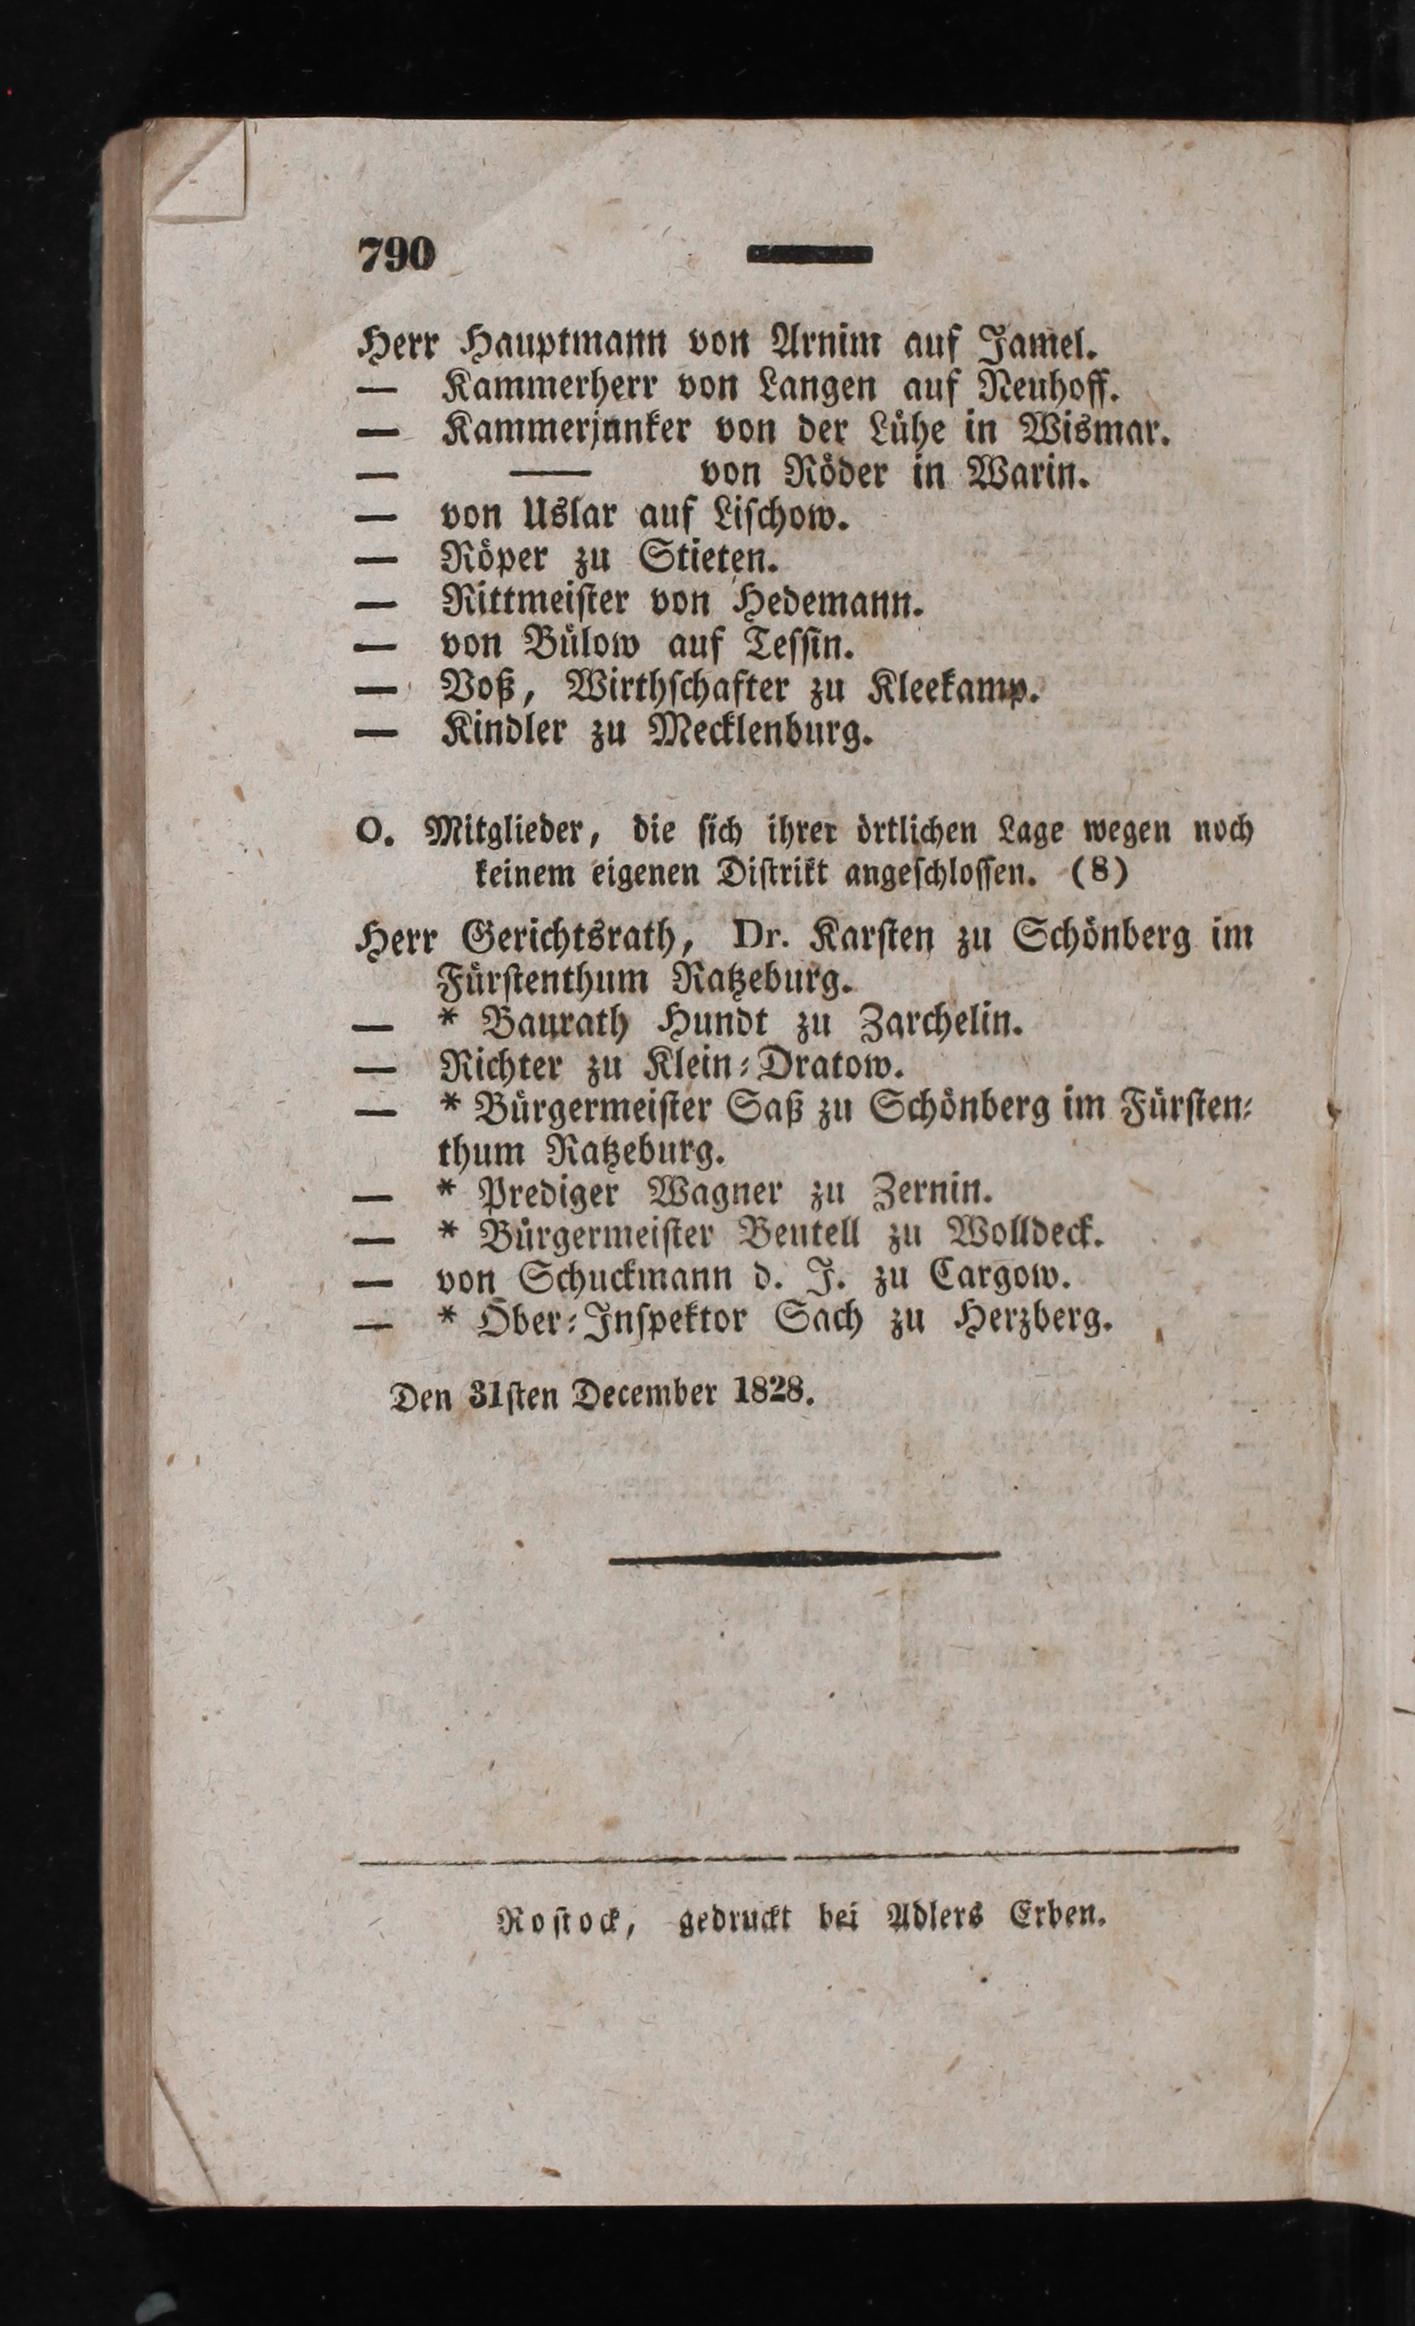 790
Herr Hauptmann von Arnim auf Jamel.
— Kammerherr von Langen auf Neuhoff.
— Kammerjunker von der Lühe in Wismar.
— —— von Röder in Warin.
— von Uslar auf Lischow.
— Röper zu Stieten.
— Rittmeister von Hedemann.
— von Bülow auf Tessin.
— Voß, Wirthschafter zu Kleekamp.
— Kindler zu Mecklenburg.
O. Mitglieder, die sich ihrer örtlichen Lage wegen noch
keinem eigenen Distrikt angeschlossen. (8)
Herr Gerichtsrath, Dr. Karsten zu Schönberg im
Fürstenthum Ratzeburg.
— * Baurath Hundt zu Zarchelin.
— Richter zu Klein-Dratow.
— * Bürgermeister Saß zu Schönberg im Fürsten-
thum Ratzeburg.
— * Prediger Wagner zu Zernin.
— * Bürgermeister Beutell zu Wolldeck.
— von Schuckmann d. J. zu Cargow.
— * Ober-Inspektor Sach zu Herzberg.
Den 31sten December 1828.
Rostock, gedruckt bei Adlers Erben.